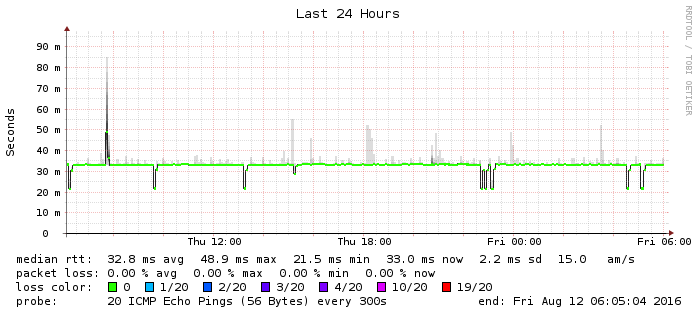 Last 24 Hours
RRDTOOL / TOBI OETIKER
Seconds
90 m
80 m
70 m
60 m
50 m
40 m
30 m
20 m
10 m
0
Thu 12:00 Thu 18:00 Fri 00:00 Fri 06:00
median rtt: 32.8 ms avg 48.9 ms max 21.5 ms min 33.0 ms now 2.2 ms sd 15.0 am/s
packet loss: 0.00 % avg 0.00 % max 0.00 % min 0.00 % now
loss color: 0 1/20 2/20 3/20 4/20 10/20 19/20
probe: 20 ICMP Echo Pings (56 Bytes) every 300s end: Fri Aug 12 06:05:04 2016